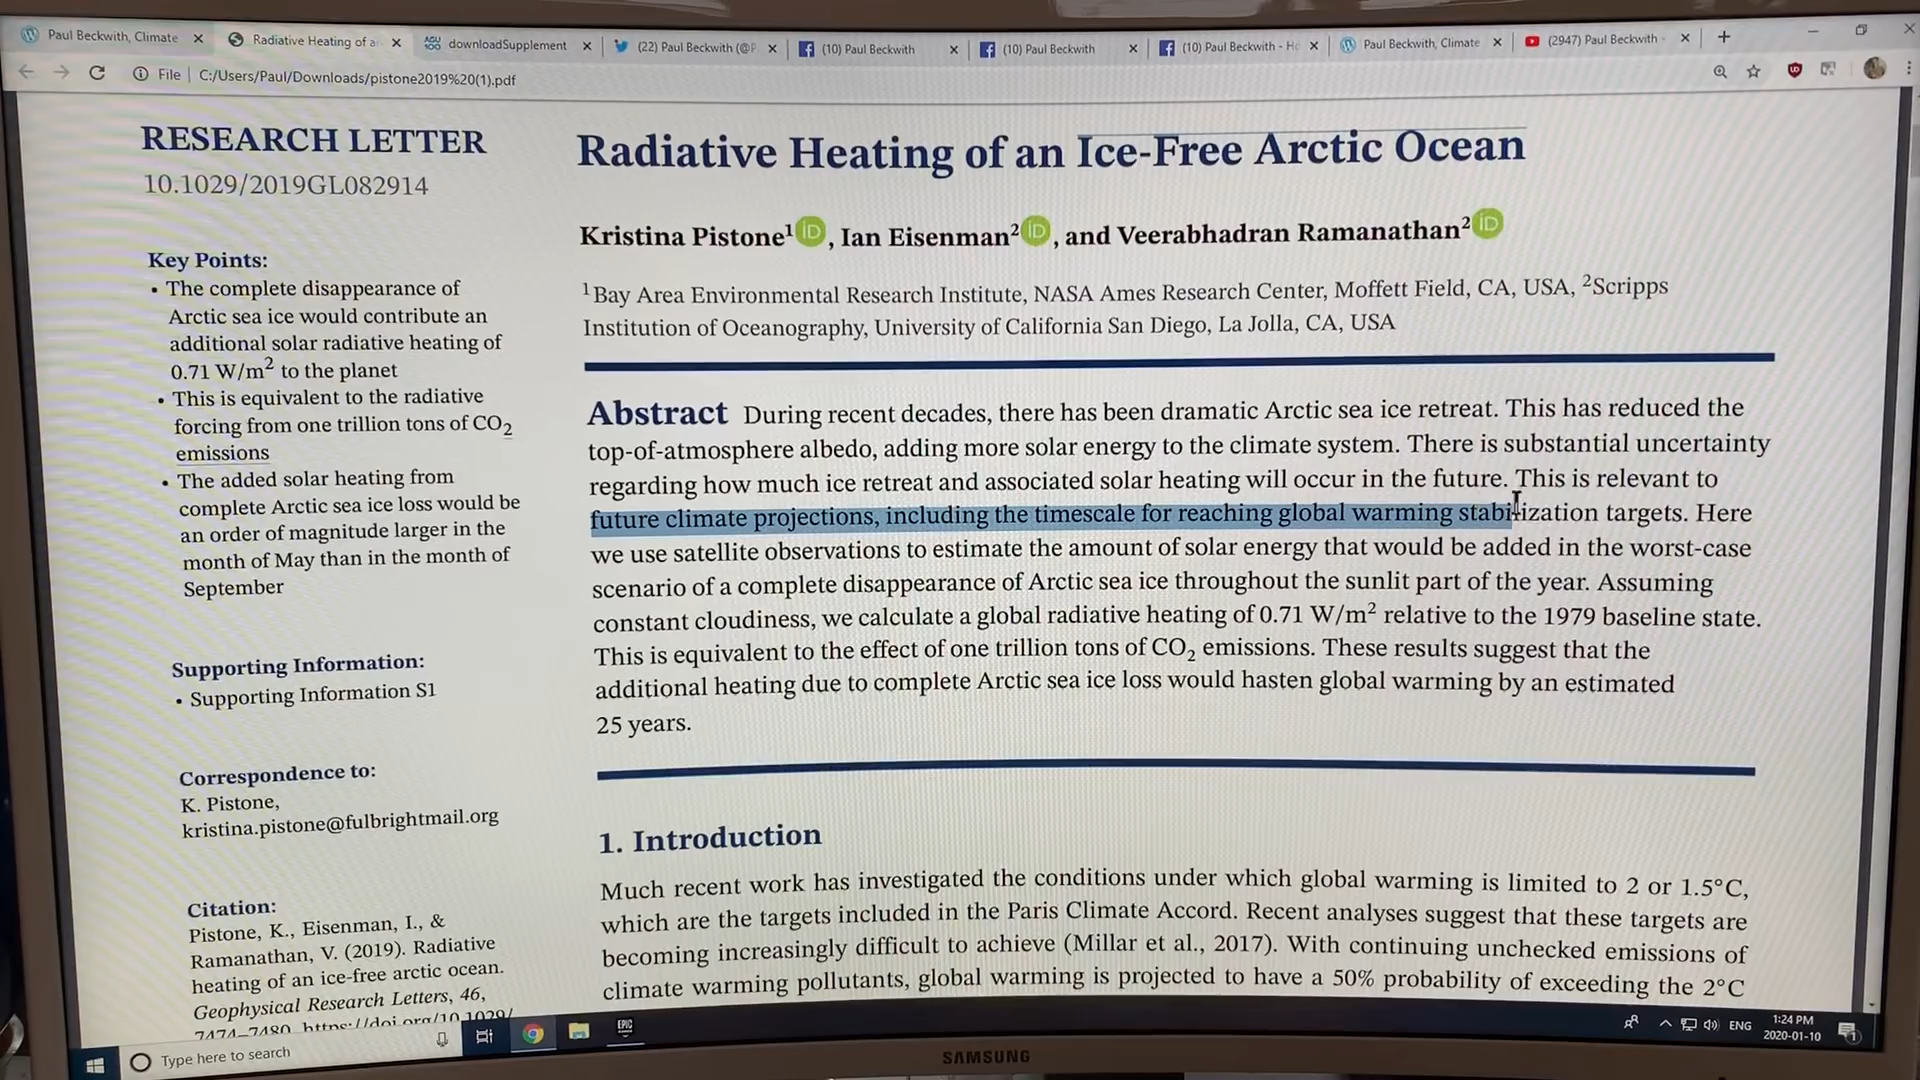 Paul Beckwith, Climate
Radiative Heating of a
AGU 100 downloadSupplement
(22) Paul Beckwith (@P
(10) Paul Beckwith
(10) Paul Beckwith
(10) Paul Beckwith - Ho
Paul Beckwith, Climate
(2947) Paul Beckwith -
File | C:/Users/Paul/Downloads/pistone2019%20(1).pdf
RESEARCH LETTER
10.1029/2019GL082914
Key Points:
• The complete disappearance of
Arctic sea ice would contribute an
additional solar radiative heating of
0.71 W/m² to the planet
• This is equivalent to the radiative
forcing from one trillion tons of CO₂
emissions
• The added solar heating from
complete Arctic sea ice loss would be
an order of magnitude larger in the
month of May than in the month of
September
Supporting Information:
• Supporting Information S1
Correspondence to:
K. Pistone,
kristina.pistone@fulbrightmail.org
Citation:
Pistone, K., Eisenman, I., &
Ramanathan, V. (2019). Radiative
heating of an ice-free arctic ocean.
Geophysical Research Letters, 46,
7474–7480. https://doi.org/10.1029/
Radiative Heating of an Ice-Free Arctic Ocean
Kristina Pistone¹ iD, Ian Eisenman² iD, and Veerabhadran Ramanathan² iD
¹Bay Area Environmental Research Institute, NASA Ames Research Center, Moffett Field, CA, USA, ²Scripps
Institution of Oceanography, University of California San Diego, La Jolla, CA, USA
Abstract During recent decades, there has been dramatic Arctic sea ice retreat. This has reduced the
top-of-atmosphere albedo, adding more solar energy to the climate system. There is substantial uncertainty
regarding how much ice retreat and associated solar heating will occur in the future. This is relevant to
future climate projections, including the timescale for reaching global warming stabilization targets. Here
we use satellite observations to estimate the amount of solar energy that would be added in the worst-case
scenario of a complete disappearance of Arctic sea ice throughout the sunlit part of the year. Assuming
constant cloudiness, we calculate a global radiative heating of 0.71 W/m² relative to the 1979 baseline state.
This is equivalent to the effect of one trillion tons of CO₂ emissions. These results suggest that the
additional heating due to complete Arctic sea ice loss would hasten global warming by an estimated
25 years.
1. Introduction
Much recent work has investigated the conditions under which global warming is limited to 2 or 1.5°C,
which are the targets included in the Paris Climate Accord. Recent analyses suggest that these targets are
becoming increasingly difficult to achieve (Millar et al., 2017). With continuing unchecked emissions of
climate warming pollutants, global warming is projected to have a 50% probability of exceeding the 2°C
Type here to search
EPIC
ENG
1:24 PM
2020-01-10
1
SAMSUNG